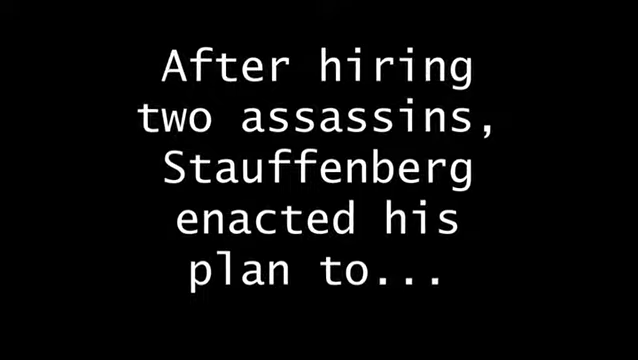 After hiring
two assassins,
Stauffenberg
enacted his
plan to...